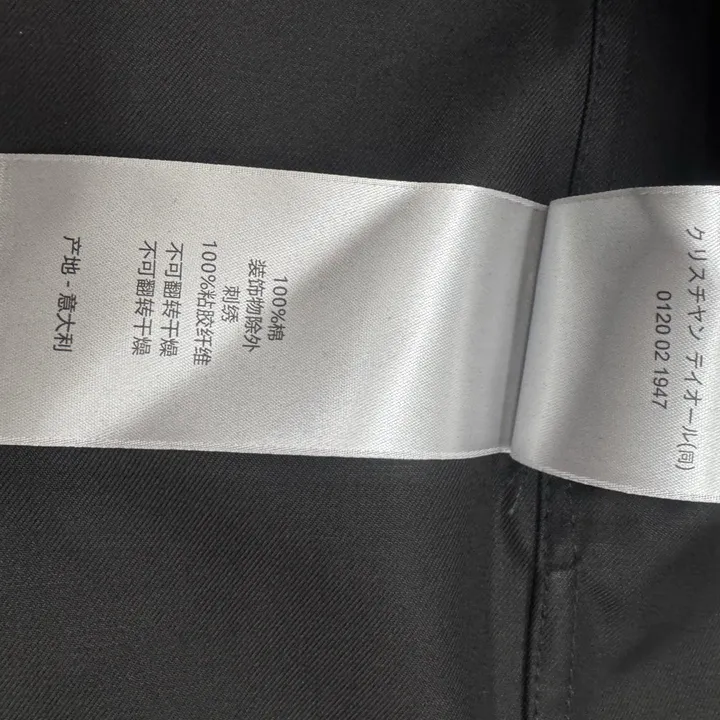 クリスチャン ディオール(同)
0120 02 1947
100%棉
装饰物除外
刺绣
100%粘胶纤维
不可翻转干燥
不可翻转干燥
产地 - 意大利